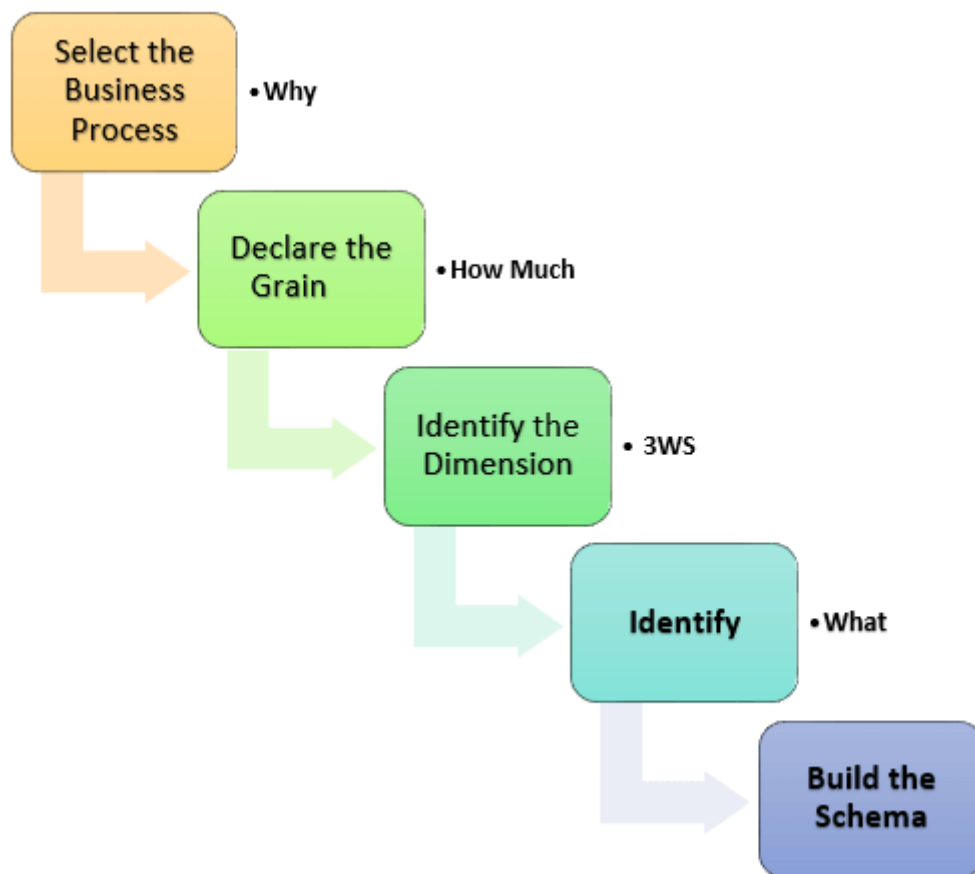 Select the
Business
Process
• Why
Declare the
Grain
• How Much
Identify the
Dimension
• 3WS
Identify
• What
Build the
Schema